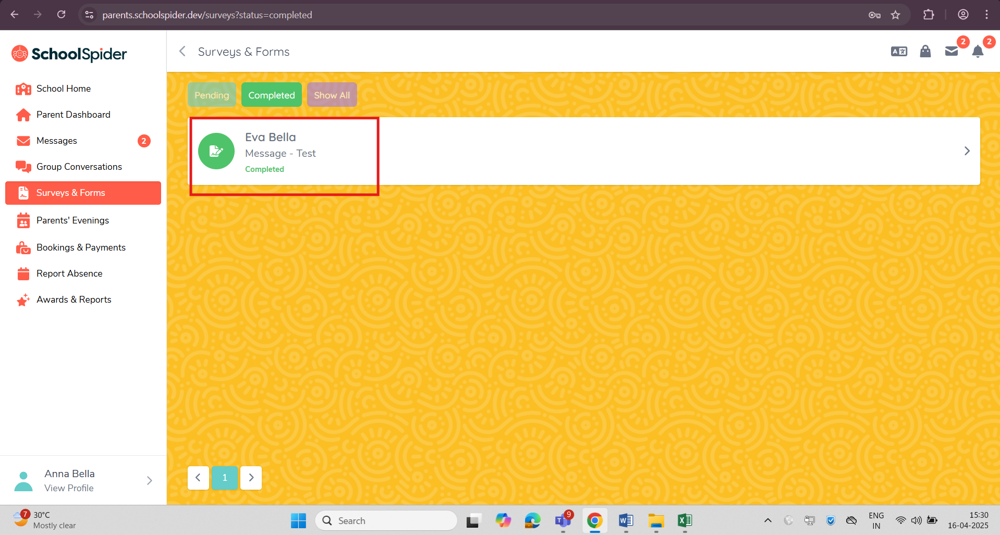 parents.schoolspider.dev/surveys?status=completed
SchoolSpider
Surveys & Forms
2
2
School Home
Parent Dashboard
Messages
2
Group Conversations
Surveys & Forms
Parents' Evenings
Bookings & Payments
Report Absence
Awards & Reports
Pending
Completed
Show All
Eva Bella
Message - Test
Completed
1
Anna Bella
View Profile
7
30°C
Mostly clear
Search
9
ENG
IN
15:30
16-04-2025